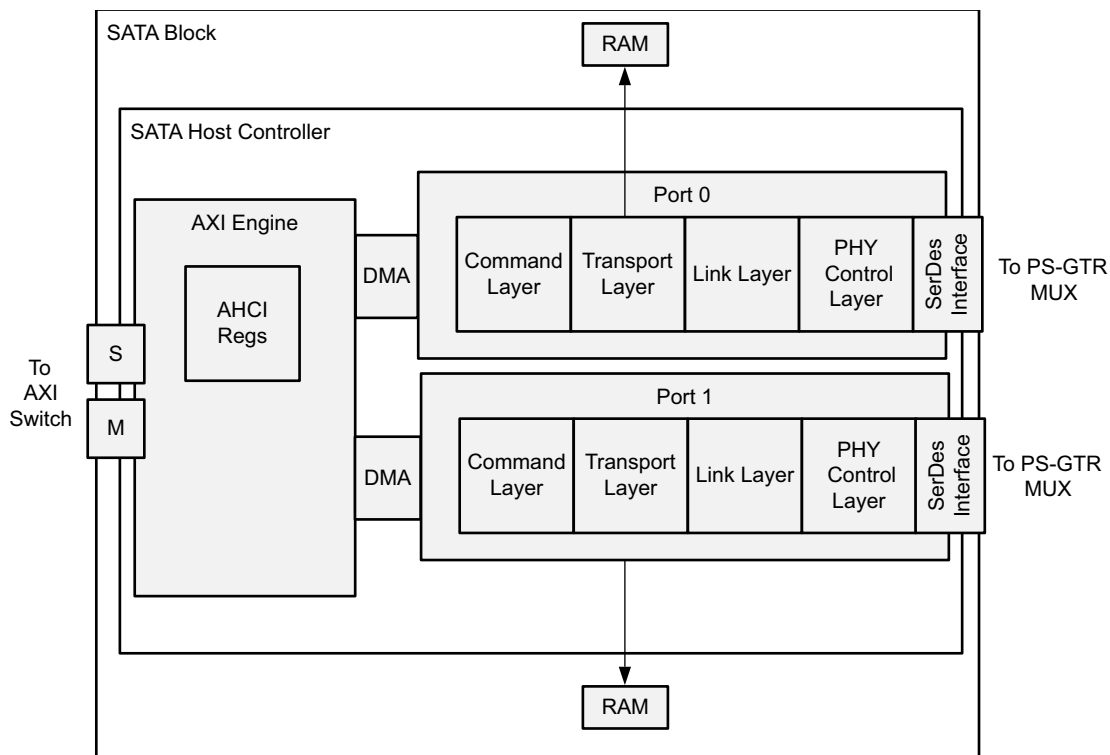 SATA Block
RAM
SATA Host Controller
Port 0
AXI Engine
Command
Layer
Transport
Layer
Link Layer
PHY
Control
Layer
SerDes
Interface
To PS-GTR
MUX
DMA
AHCI
Regs
S
To
AXI
Switch
M
Port 1
DMA
Command
Layer
Transport
Layer
Link Layer
PHY
Control
Layer
SerDes
Interface
To PS-GTR
MUX
RAM